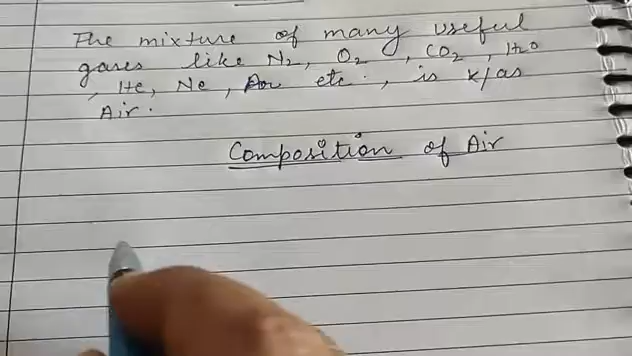 The mixture of many useful
gases like N2, O2, CO2, H2O
, He, Ne, Ar etc., is k/as
Air.
Composition of Air